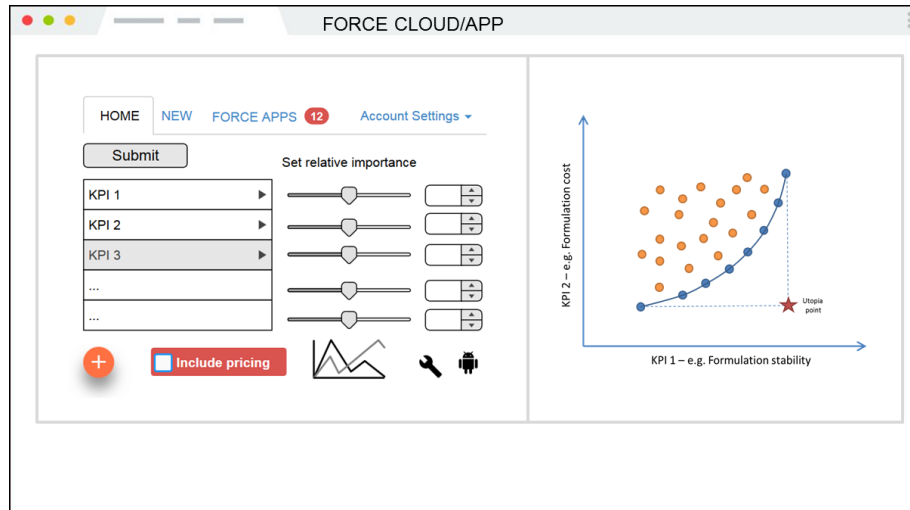 FORCE CLOUD/APP
HOME NEW FORCE APPS 12 Account Settings
Submit
Set relative importance
KPI 1
KPI 2
KPI 3
...
...
+
Include pricing
KPI 2 – e.g. Formulation cost
Utopia
point
KPI 1 – e.g. Formulation stability